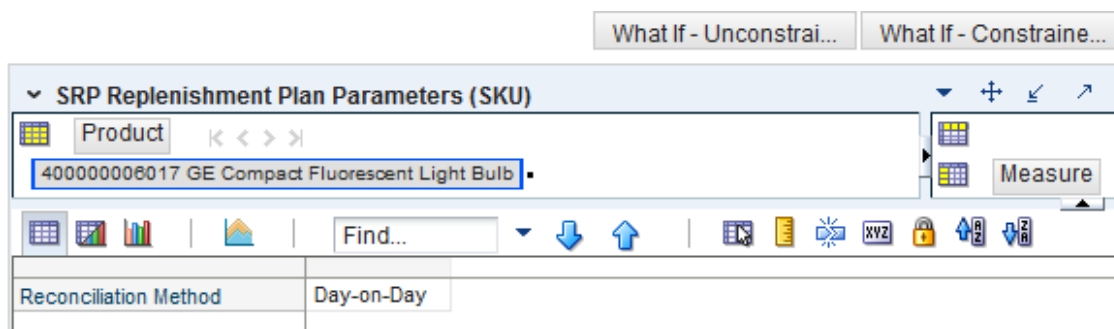 What If - Unconstrai... What If - Constraine...
SRP Replenishment Plan Parameters (SKU)
Product
400000006017 GE Compact Fluorescent Light Bulb
Measure
Find...
XYZ
A Z
Z A
Reconciliation Method Day-on-Day